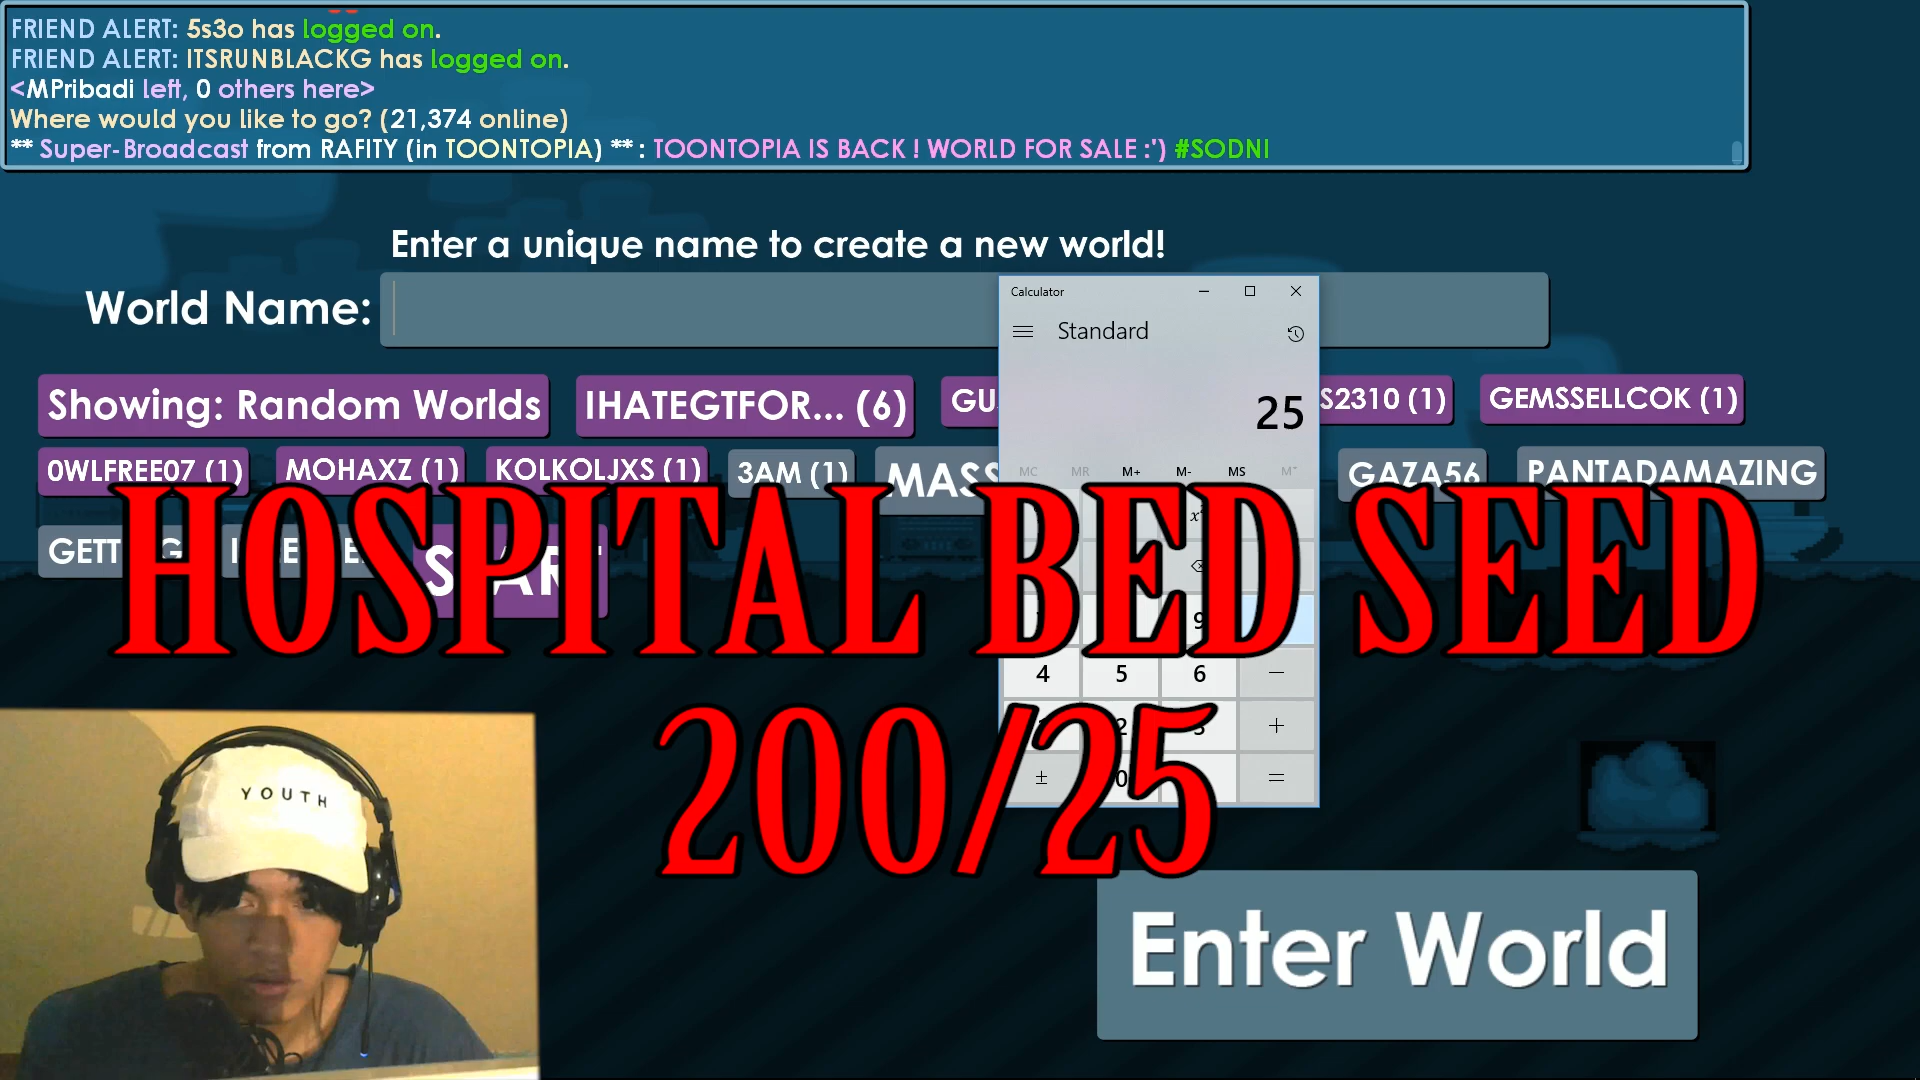 FRIEND ALERT: 5s3o has logged on.
FRIEND ALERT: ITSRUNBLACKG has logged on.
<MPribadi left, 0 others here>
Where would you like to go? (21,374 online)
** Super-Broadcast from RAFITY (in TOONTOPIA) ** : TOONTOPIA IS BACK ! WORLD FOR SALE :') #SODNI
Enter a unique name to create a new world!
World Name:
Calculator
Standard
25
MC MR M+ M- MS
Showing: Random Worlds IHATEGTFOR... (6) S2310 (1) GEMSSELLCOK (1)
0WLFREE07 (1) MOHAXZ (1) KOLKOLJXS (1) 3AM (1) GAZA56 PANTADAMAZING
HOSPITAL BED SEED
4 5 6 −
+
± =
200/25
YOUTH
Enter World